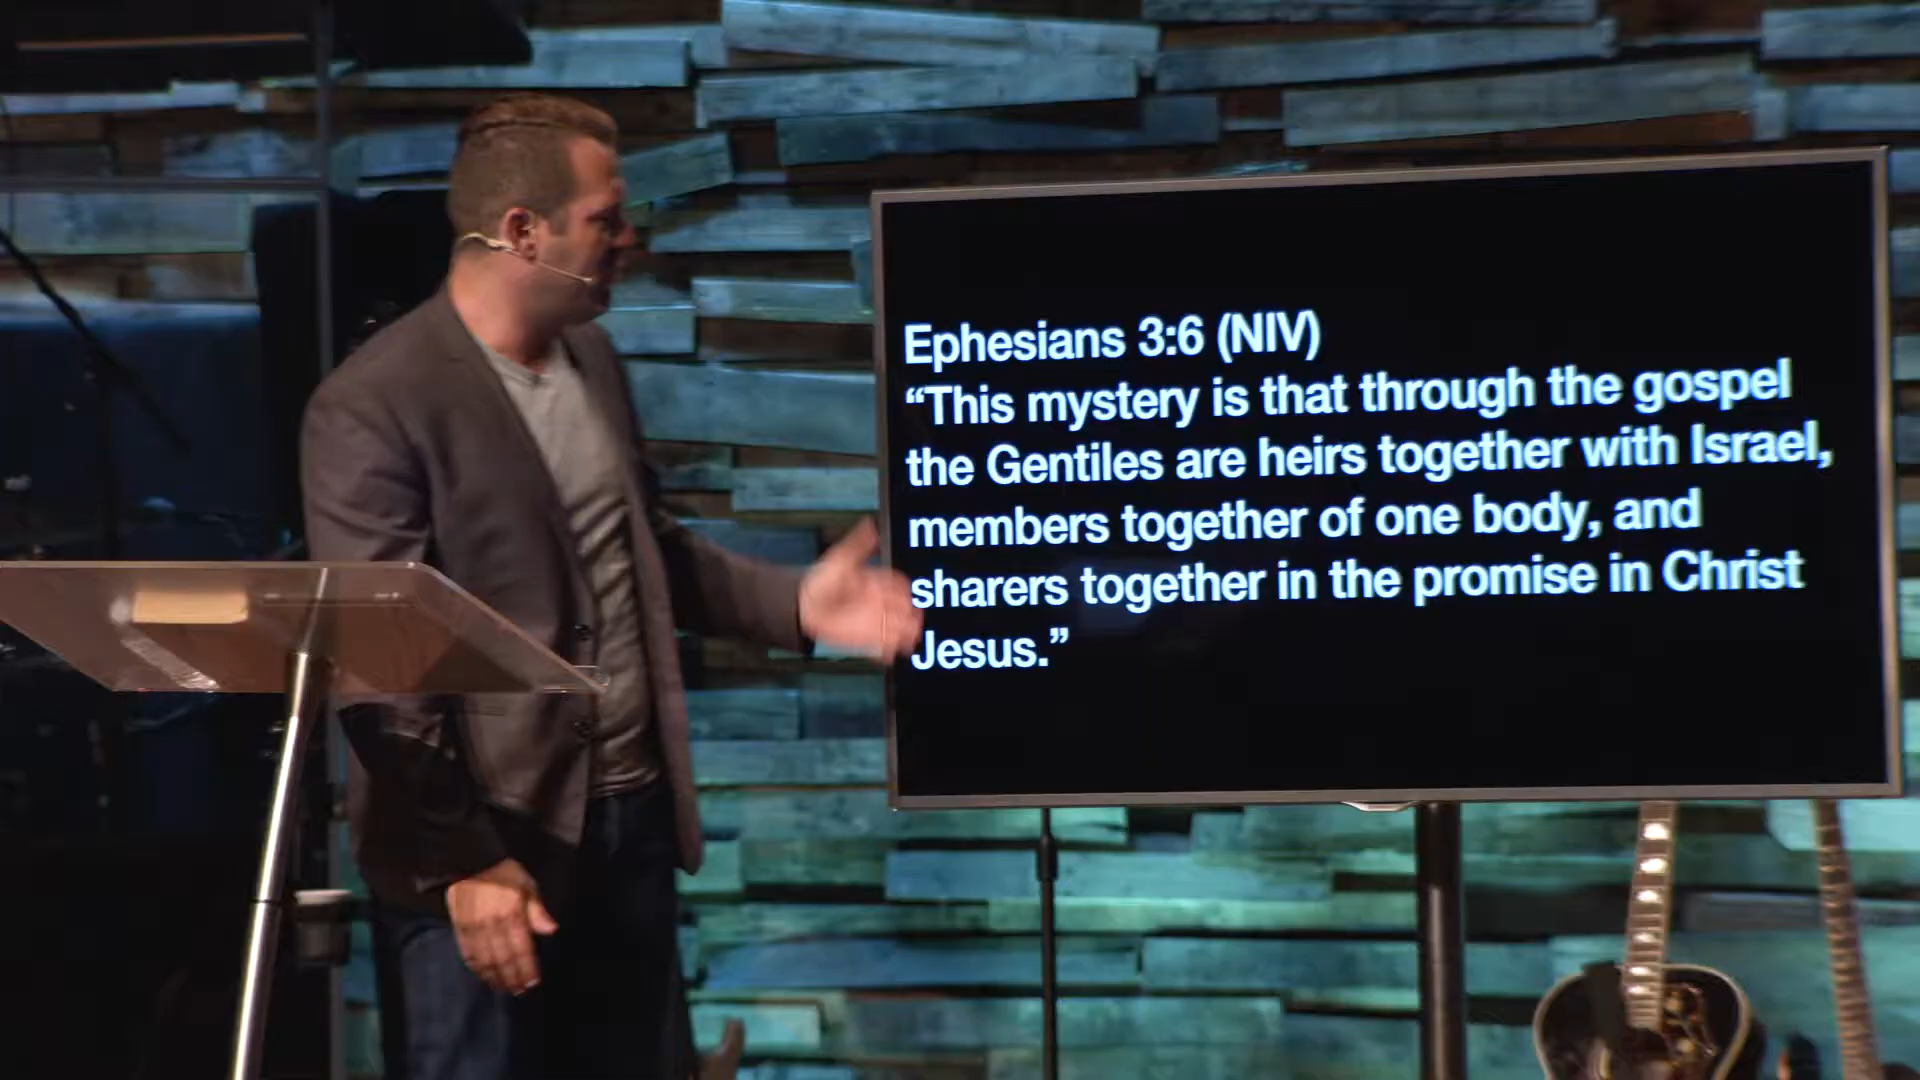 Ephesians 3:6 (NIV)
“This mystery is that through the gospel
the Gentiles are heirs together with Israel,
members together of one body, and
sharers together in the promise in Christ
Jesus.”